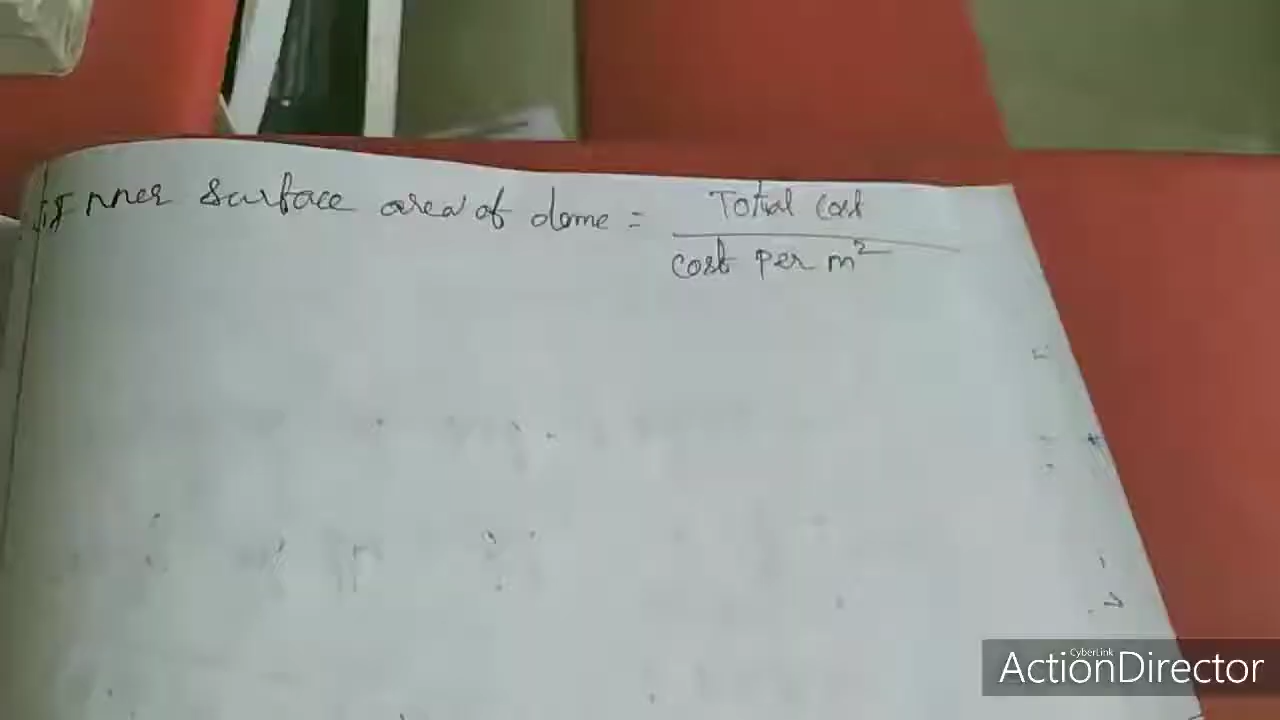 Inner surface area of dome = Total cost
cost per m²
CyberLink
ActionDirector